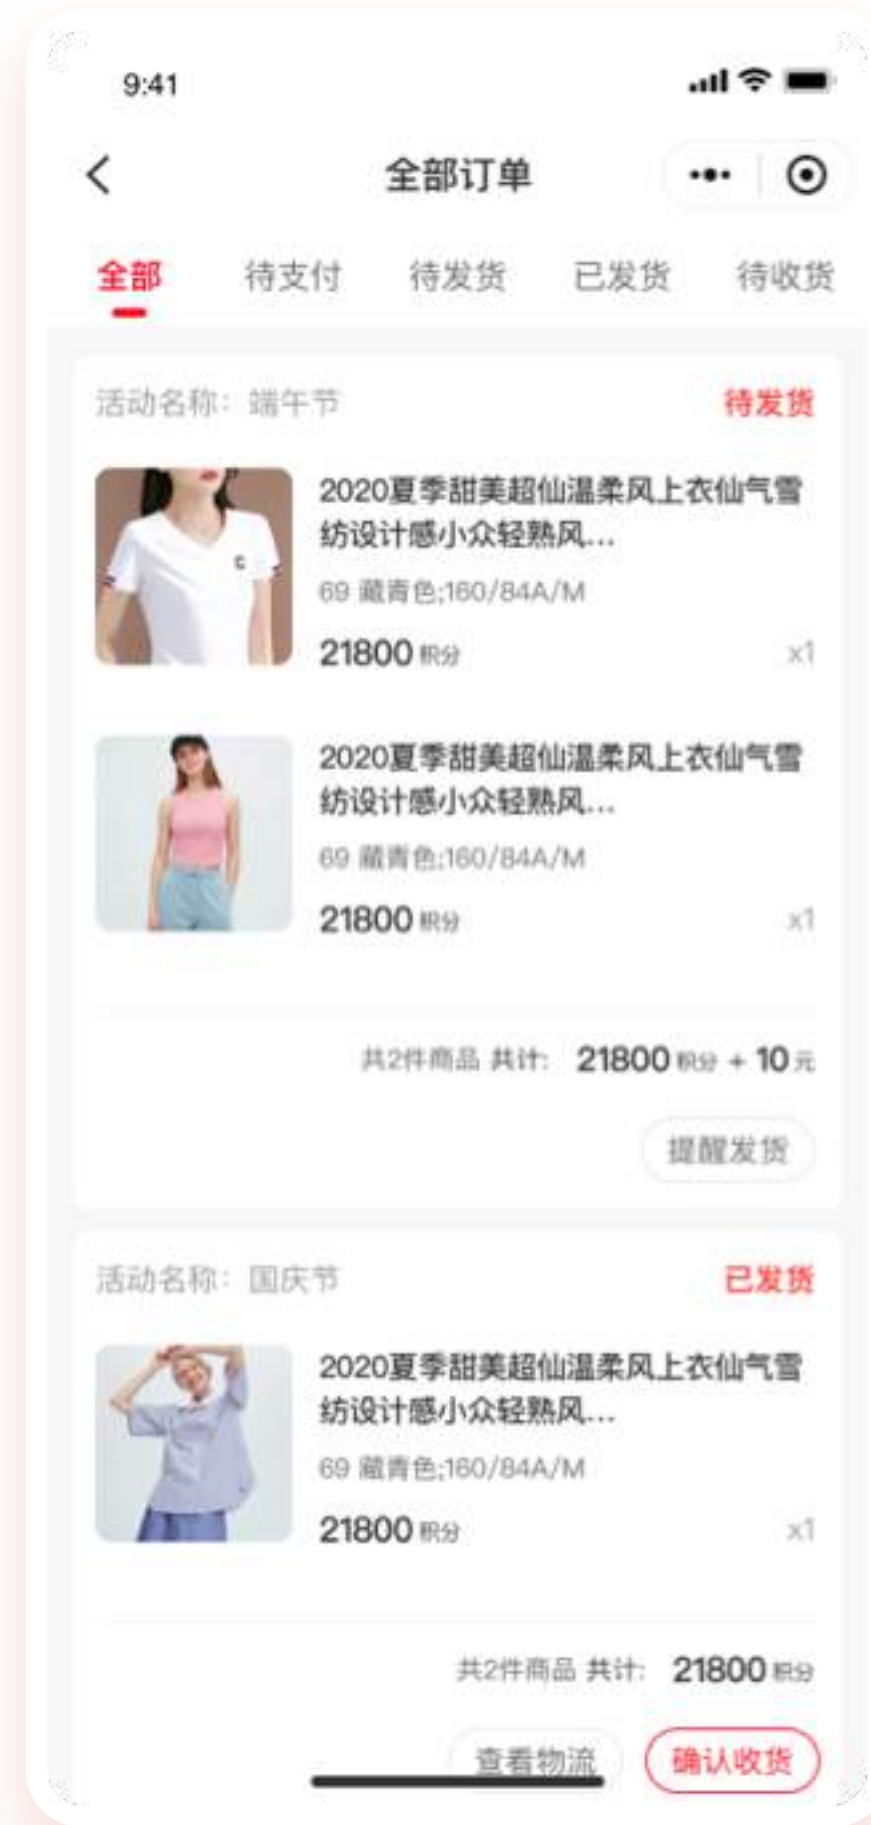 9:41
全部订单
全部 待支付 待发货 已发货 待收货
活动名称：端午节 待发货
2020夏季甜美超仙温柔风上衣仙气雪
纺设计感小众轻熟风...
69 藏青色;160/84A/M
21800 积分 x1
2020夏季甜美超仙温柔风上衣仙气雪
纺设计感小众轻熟风...
69 藏青色;160/84A/M
21800 积分 x1
共2件商品 共计: 21800 积分 + 10 元
提醒发货
活动名称：国庆节 已发货
2020夏季甜美超仙温柔风上衣仙气雪
纺设计感小众轻熟风...
69 藏青色;160/84A/M
21800 积分 x1
共2件商品 共计: 21800 积分
查看物流 确认收货